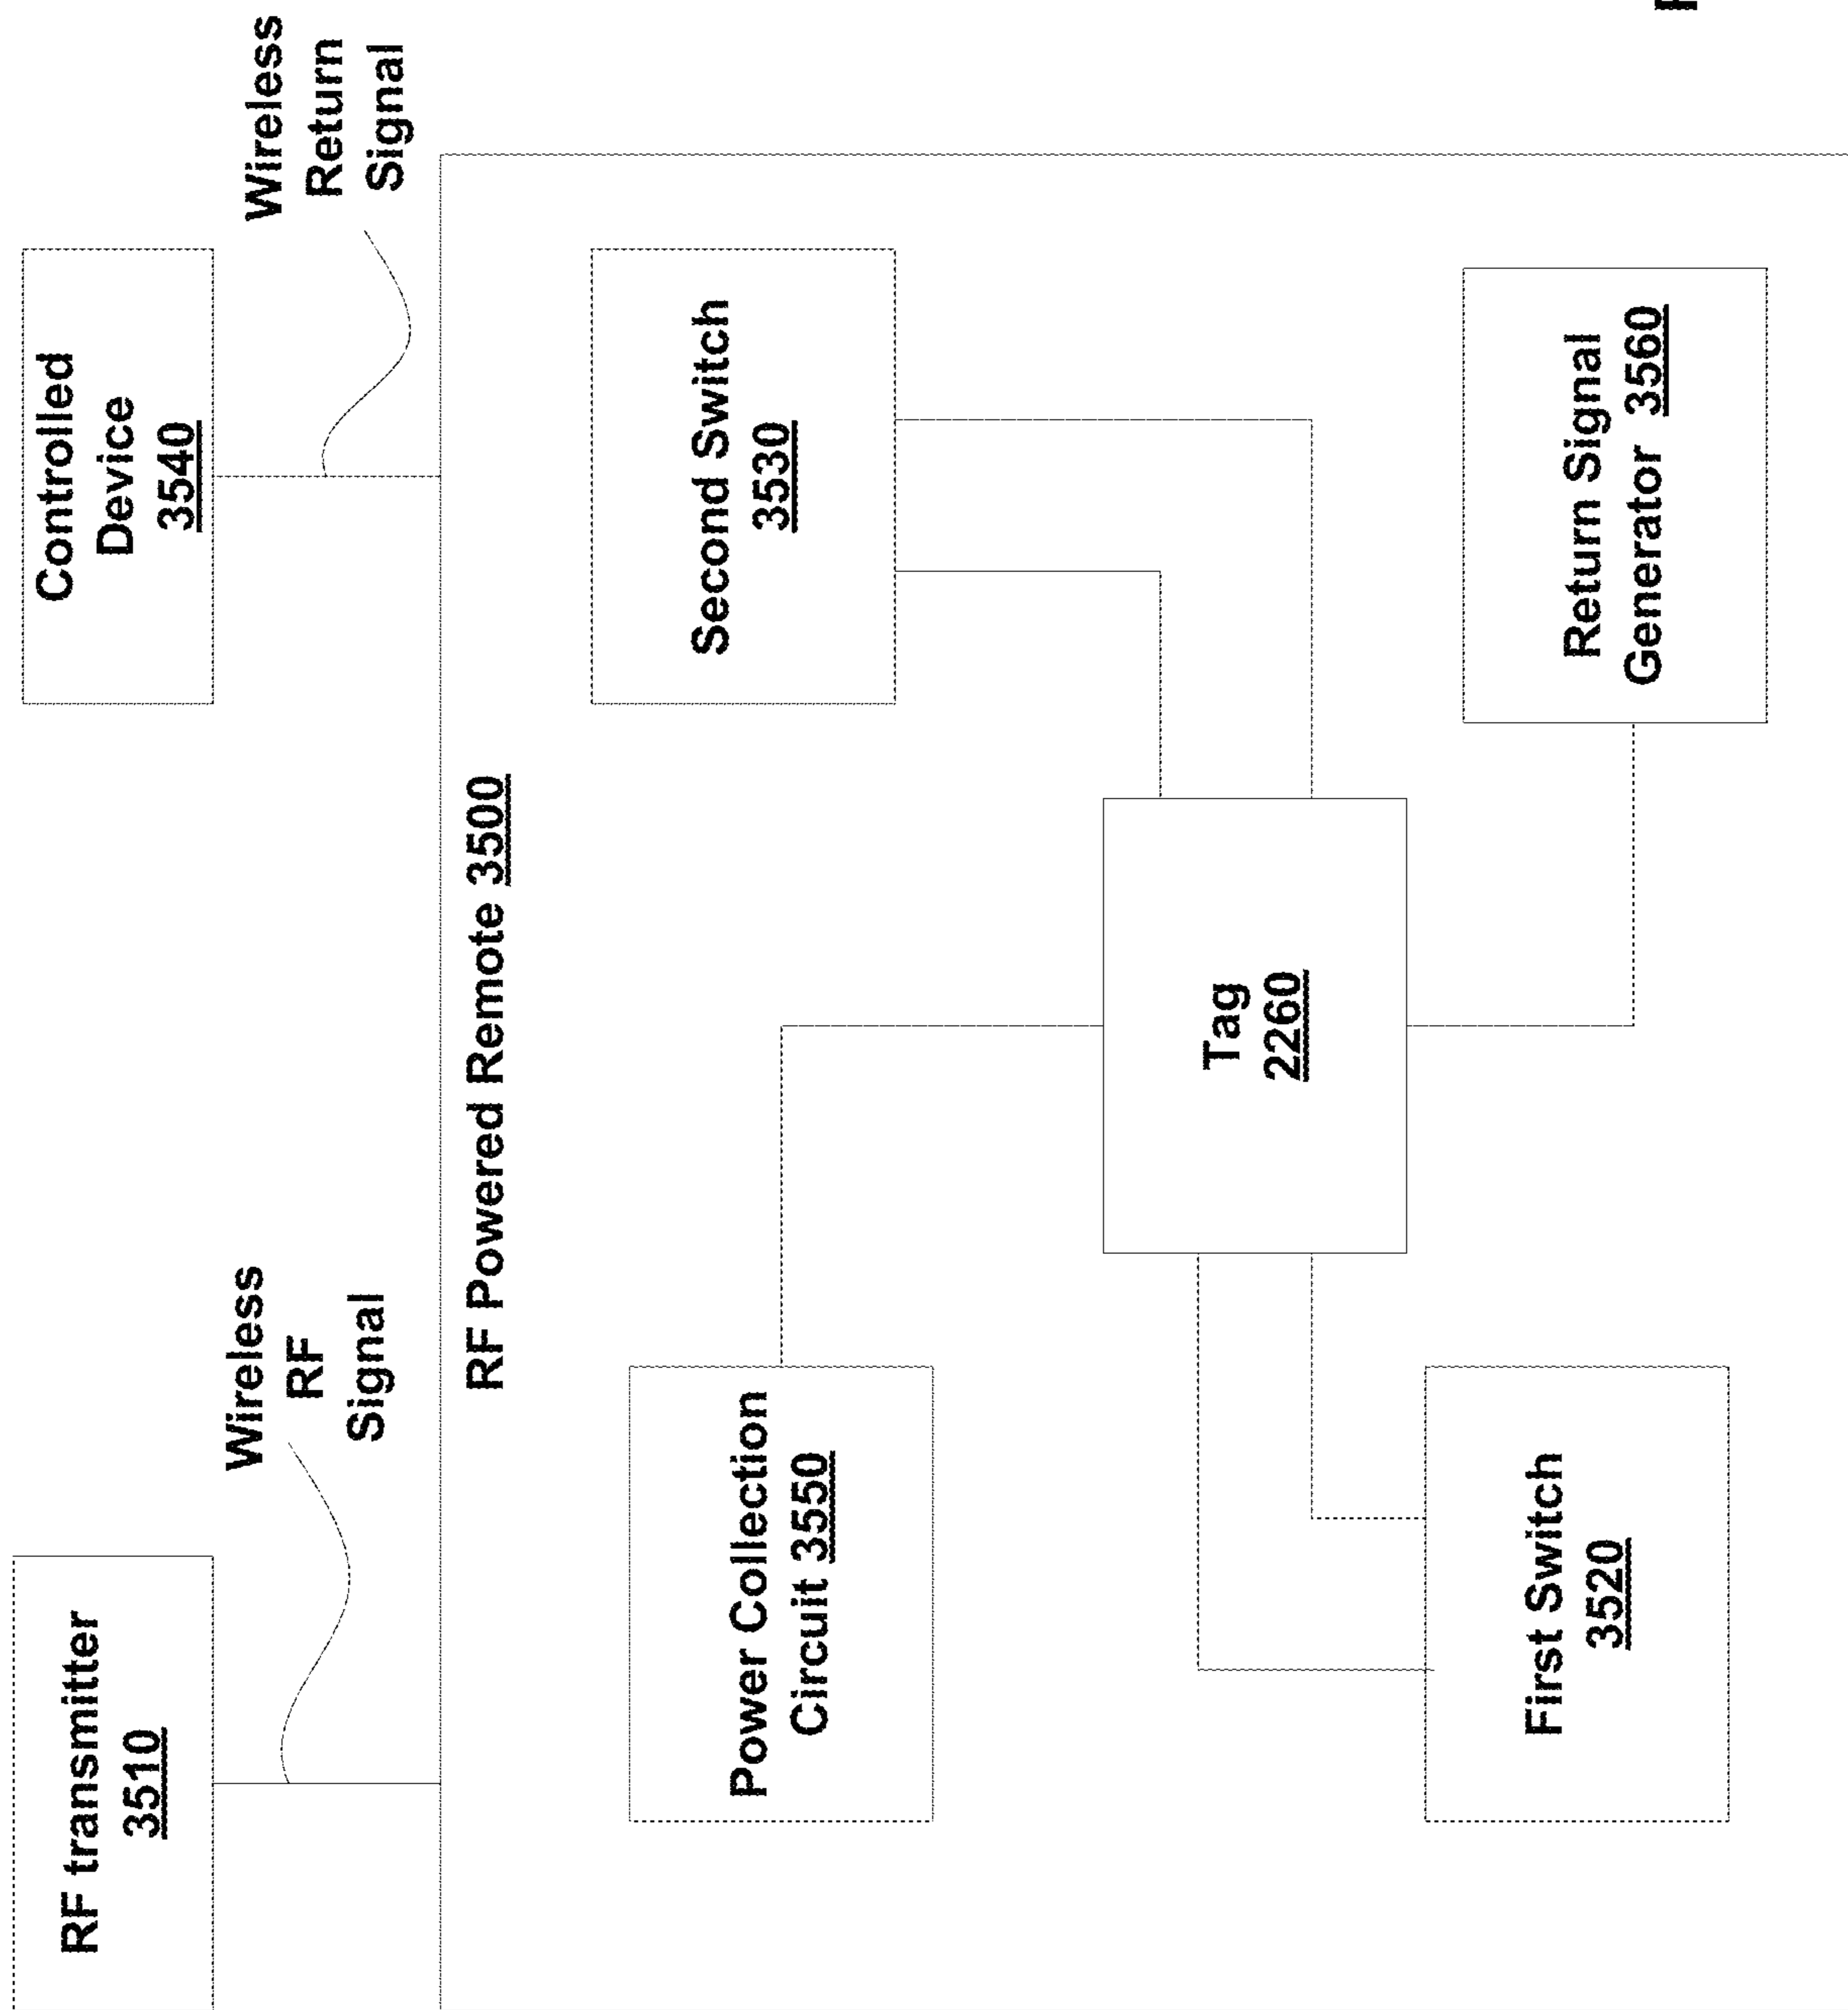 RF transmitter
3510
Wireless
RF
Signal
Controlled
Device
3540
Wireless
Return
Signal
RF Powered Remote 3500
Power Collection
Circuit 3550
Second Switch
3530
Tag
2260
First Switch
3520
Return Signal
Generator 3560